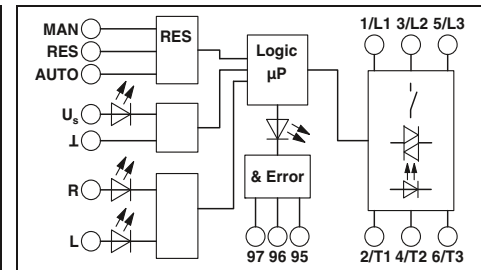 MAN
RES
AUTO
RES
Us
⊥
R
L
Logic
µP
& Error
97 96 95
1/L1 3/L2 5/L3
2/T1 4/T2 6/T3